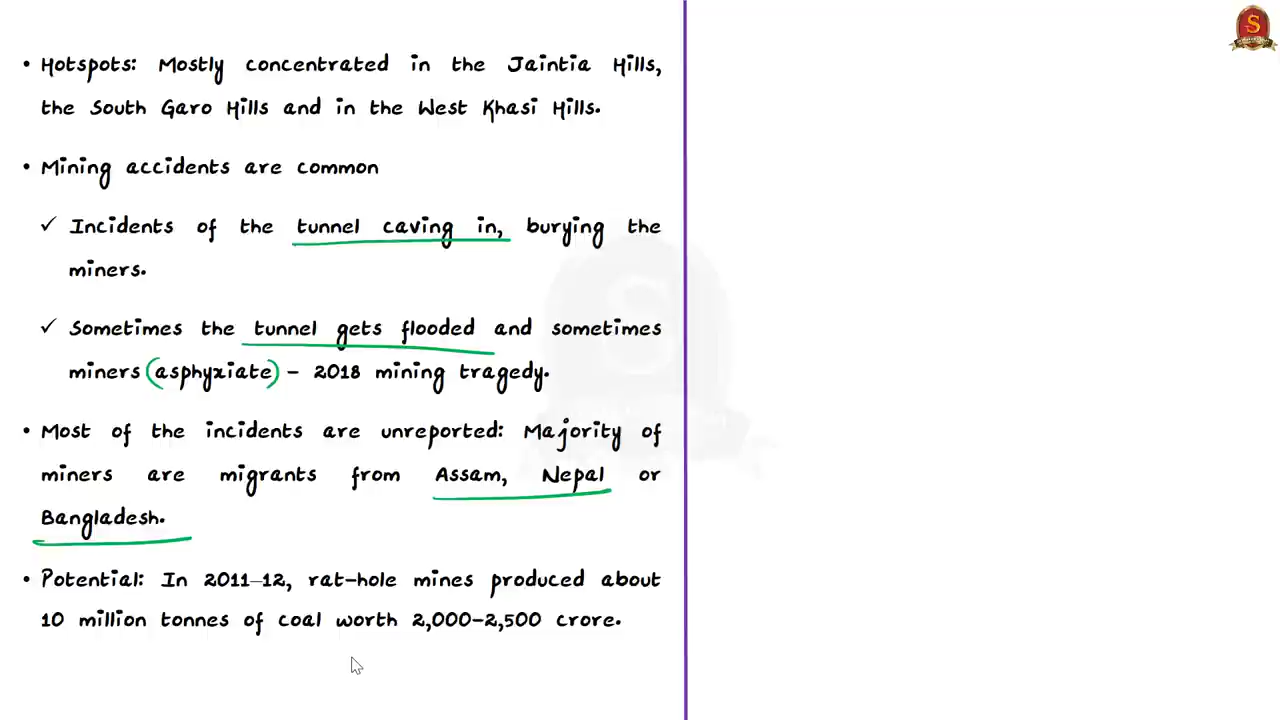 • Hotspots: Mostly concentrated in the Jaintia Hills,
the South Garo Hills and in the West Khasi Hills.
• Mining accidents are common
✓ Incidents of the tunnel caving in, burying the
miners.
✓ Sometimes the tunnel gets flooded and sometimes
miners (asphyxiate) – 2018 mining tragedy.
• Most of the incidents are unreported: Majority of
miners are migrants from Assam, Nepal or
Bangladesh.
• Potential: In 2011–12, rat-hole mines produced about
10 million tonnes of coal worth 2,000–2,500 crore.
S